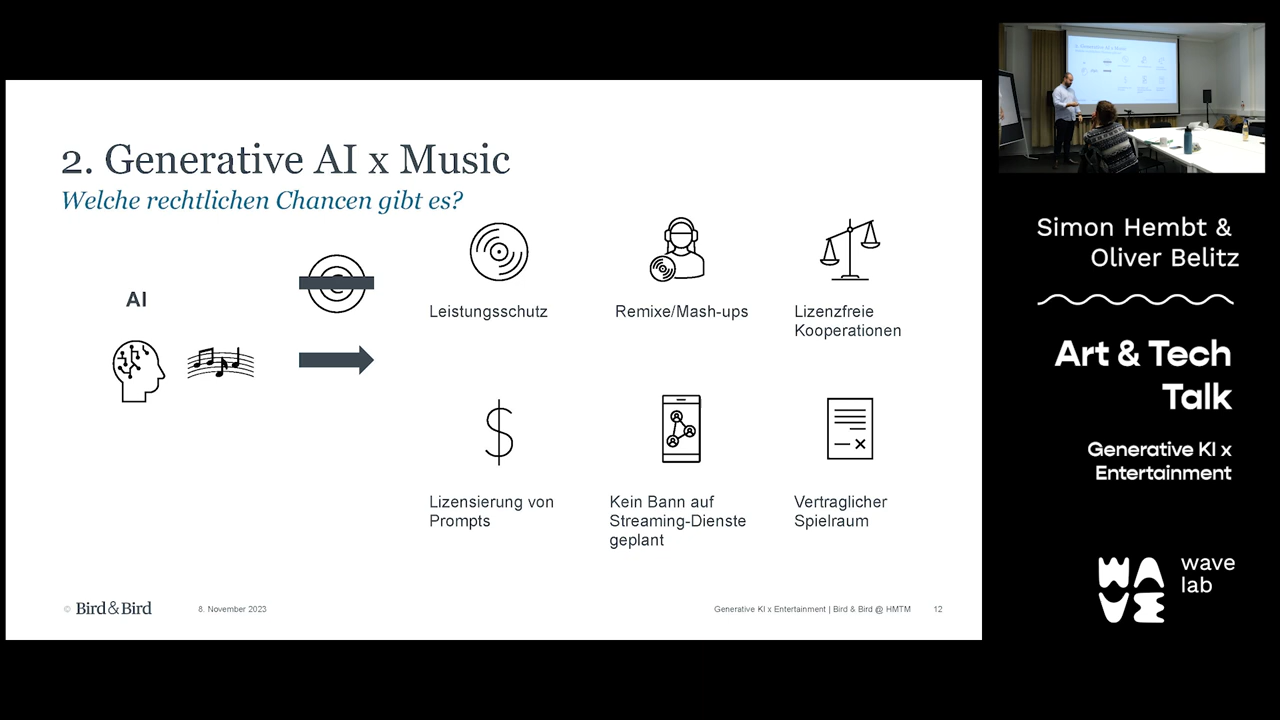 2. Generative AI x Music
Welche rechtlichen Chancen gibt es?
AI
Leistungsschutz
Remixe/Mash-ups
Lizenzfreie
Kooperationen
$
Lizensierung von
Prompts
Kein Bann auf
Streaming-Dienste
geplant
Vertraglicher
Spielraum
© Bird & Bird
8. November 2023
Generative KI x Entertainment | Bird & Bird @ HMTM
12
Simon Hembt &
Oliver Belitz
Art & Tech
Talk
Generative KI x
Entertainment
WAVE
wave
lab